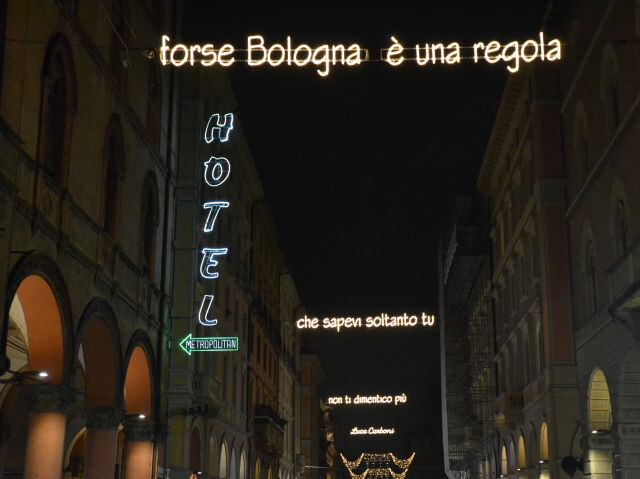 forse Bologna è una regola
HOTEL
METROPOLITAN
che sapevi soltanto tu
non ti dimentico più
Luca Carboni